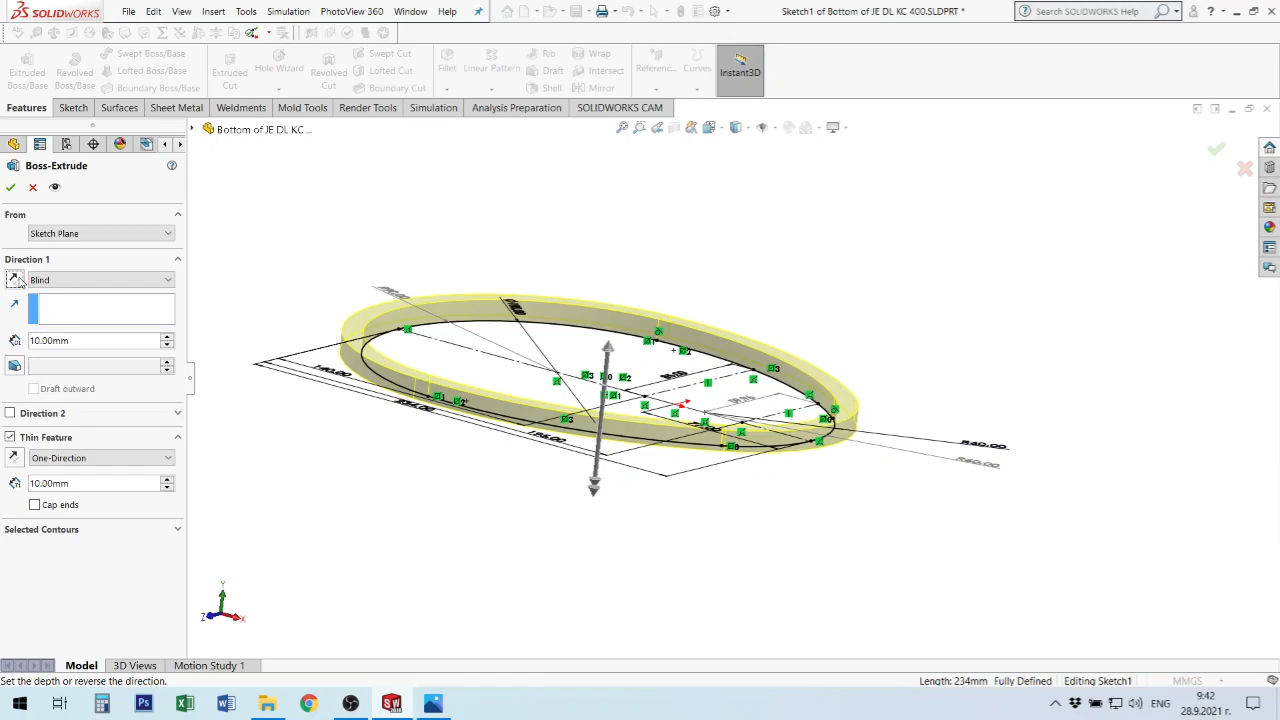 SOLIDWORKS File Edit View Insert Tools Simulation PhotoView 360 Window Help Sketch1 of Bottom of JE DL KC 400.SLDPRT * Search SOLIDWORKS Help
Extruded Boss/Base
Revolved Boss/Base
Swept Boss/Base
Lofted Boss/Base
Boundary Boss/Base
Extruded Cut
Hole Wizard
Revolved Cut
Swept Cut
Lofted Cut
Boundary Cut
Fillet
Linear Pattern
Rib
Draft
Shell
Wrap
Intersect
Mirror
Referenc...
Curves
Instant3D
Features Sketch Surfaces Sheet Metal Weldments Mold Tools Render Tools Simulation Analysis Preparation SOLIDWORKS CAM
Bottom of JE DL KC ...
Boss-Extrude
From
Sketch Plane
Direction 1
Blind
10.00mm
Draft outward
Direction 2
Thin Feature
One-Direction
10.00mm
Cap ends
Selected Contours
R60.00
R60.00
Y
Z X
Model 3D Views Motion Study 1
Set the depth or reverse the direction. Length: 234mm Fully Defined Editing Sketch1 MMGS
Ps
SW
ENG
9:42
28.9.2021 г.